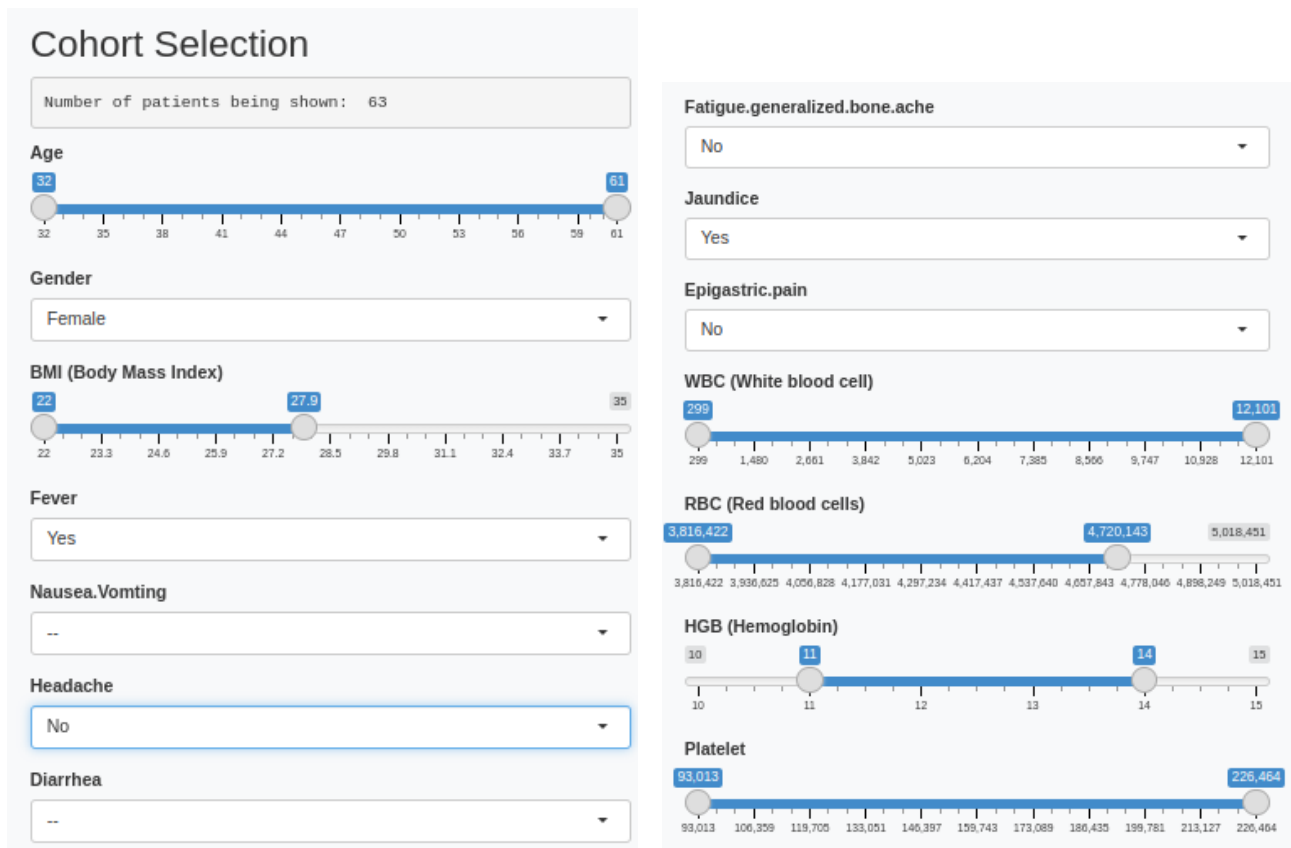 Cohort Selection
Number of patients being shown:  63
Age
32 61
32 35 38 41 44 47 50 53 56 59 61
Gender
Female
BMI (Body Mass Index)
22 27.9 35
22 23.3 24.6 25.9 27.2 28.5 29.8 31.1 32.4 33.7 35
Fever
Yes
Nausea.Vomting
--
Headache
No
Diarrhea
--
Fatigue.generalized.bone.ache
No
Jaundice
Yes
Epigastric.pain
No
WBC (White blood cell)
299 12,101
299 1,480 2,661 3,842 5,023 6,204 7,385 8,566 9,747 10,928 12,101
RBC (Red blood cells)
3,816,422 4,720,143 5,018,451
3,816,422 3,936,625 4,056,828 4,177,031 4,297,234 4,417,437 4,537,640 4,657,843 4,778,046 4,898,249 5,018,451
HGB (Hemoglobin)
10 11 14 15
10 11 12 13 14 15
Platelet
93,013 226,464
93,013 106,359 119,705 133,051 146,397 159,743 173,089 186,435 199,781 213,127 226,464